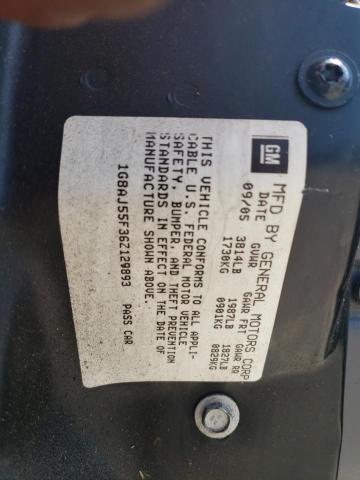 GM
MFD BY GENERAL MOTORS CORP
DATE GVWR GAWR FRT GAWR RR
09/05 3814LB 1987LB 1827LB
1730KG 0901KG 0829KG
THIS VEHICLE CONFORMS TO ALL APPLI-
CABLE U.S. FEDERAL MOTOR VEHICLE
SAFETY, BUMPER, AND THEFT PREVENTION
STANDARDS IN EFFECT ON THE DATE OF
MANUFACTURE SHOWN ABOVE.
1G8AJ55F36Z129893 PASS CAR